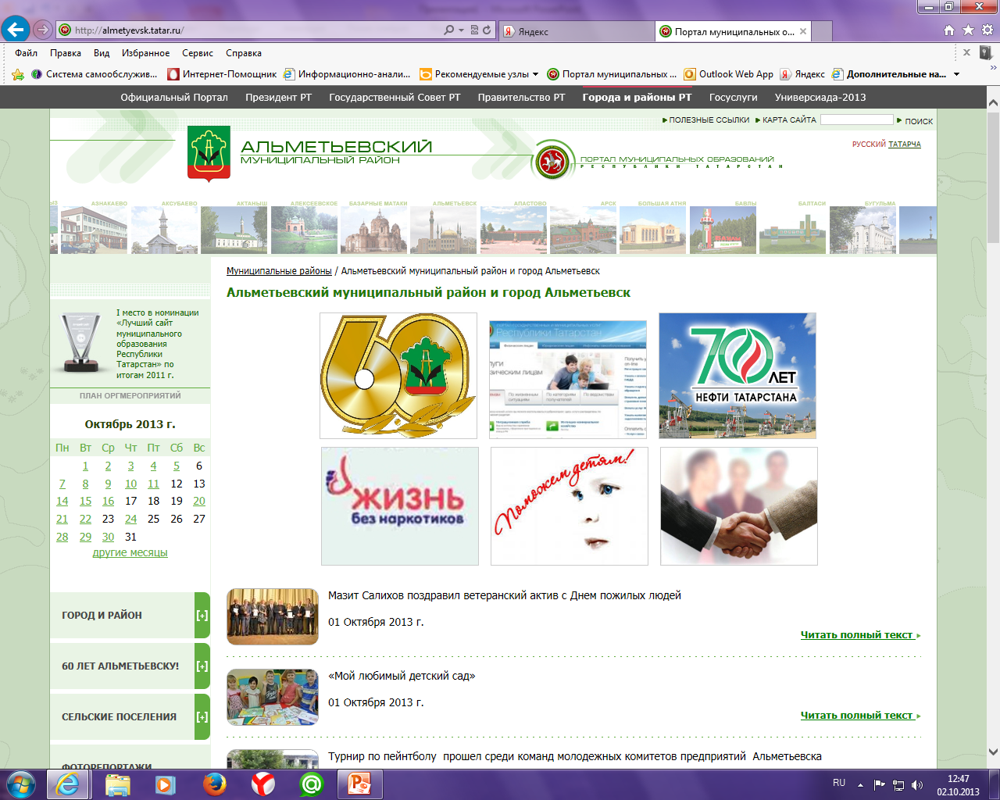 http://almetyevsk.tatar.ru/
Яндекс
Портал муниципальных о...
Файл Правка Вид Избранное Сервис Справка
Система самообслужив... Интернет-Помощник Информационно-анали... Рекомендуемые узлы Портал муниципальных ... Outlook Web App Яндекс Дополнительные на...
Официальный Портал Президент РТ Государственный Совет РТ Правительство РТ Города и районы РТ Госуслуги Универсиада-2013
ПОЛЕЗНЫЕ ССЫЛКИ КАРТА САЙТА ПОИСК
РУССКИЙ ТАТАРЧА
АЛЬМЕТЬЕВСКИЙ
МУНИЦИПАЛЬНЫЙ РАЙОН
ПОРТАЛ МУНИЦИПАЛЬНЫХ ОБРАЗОВАНИЙ
РЕСПУБЛИКИ ТАТАРСТАН
АЗНАКАЕВО АКСУБАЕВО АКТАНЫШ АЛЕКСЕЕВСКОЕ БАЗАРНЫЕ МАТАКИ АЛЬМЕТЬЕВСК АПАСТОВО АРСК БОЛЬШАЯ АТНЯ БАВЛЫ БАЛТАСИ БУГУЛЬМА
Муниципальные районы / Альметьевский муниципальный район и город Альметьевск
Альметьевский муниципальный район и город Альметьевск
I место в номинации
«Лучший сайт
муниципального
образования
Республики
Татарстан» по
итогам 2011 г.
ПЛАН ОРГМЕРОПРИЯТИЙ
Октябрь 2013 г.
Пн Вт Ср Чт Пт Сб Вс
1 2 3 4 5 6
7 8 9 10 11 12 13
14 15 16 17 18 19 20
21 22 23 24 25 26 27
28 29 30 31
другие месяцы
ГОРОД И РАЙОН [+]
60 ЛЕТ АЛЬМЕТЬЕВСКУ! [+]
СЕЛЬСКИЕ ПОСЕЛЕНИЯ [+]
ФОТОРЕПОРТАЖИ
60
Республики Татарстан
70 ЛЕТ
НЕФТИ ТАТАРСТАНА
ЖИЗНЬ
без наркотиков
Поможем детям!
Мазит Салихов поздравил ветеранский актив с Днем пожилых людей
01 Октября 2013 г.
Читать полный текст
«Мой любимый детский сад»
01 Октября 2013 г.
Читать полный текст
Турнир по пейнтболу прошел среди команд молодежных комитетов предприятий Альметьевска
RU
12:47
02.10.2013